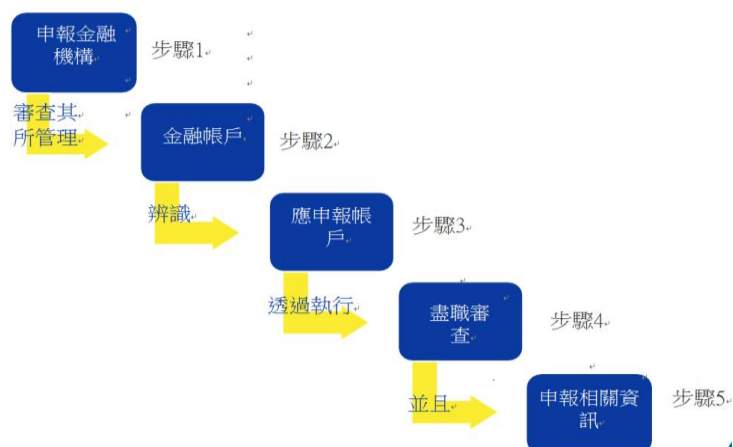 申報金融
機構
步驟1
審查其
所管理
金融帳戶
步驟2
辨識
應申報帳
戶
步驟3
透過執行
盡職審
查
步驟4
並且
申報相關資
訊
步驟5